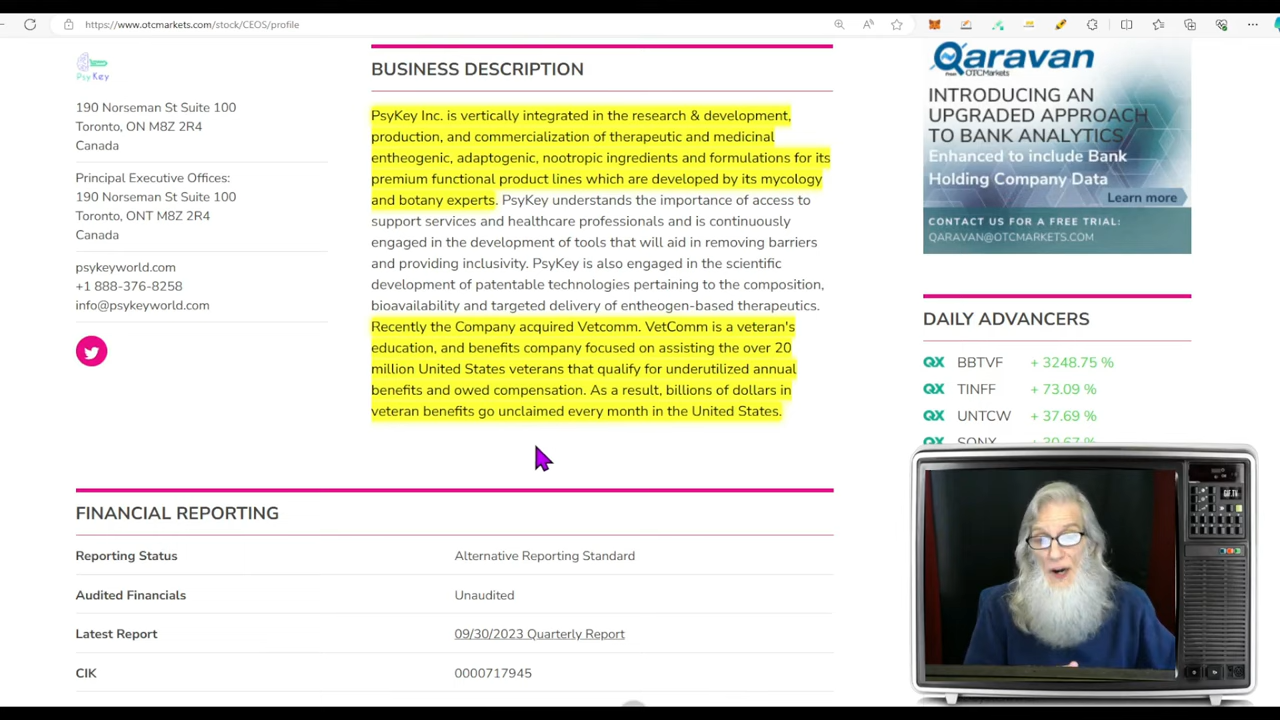 https://www.otcmarkets.com/stock/CEOS/profile
PsyKey
190 Norseman St Suite 100
Toronto, ON M8Z 2R4
Canada
Principal Executive Offices:
190 Norseman St Suite 100
Toronto, ONT M8Z 2R4
Canada
psykeyworld.com
+1 888-376-8258
info@psykeyworld.com
BUSINESS DESCRIPTION
PsyKey Inc. is vertically integrated in the research & development,
production, and commercialization of therapeutic and medicinal
entheogenic, adaptogenic, nootropic ingredients and formulations for its
premium functional product lines which are developed by its mycology
and botany experts. PsyKey understands the importance of access to
support services and healthcare professionals and is continuously
engaged in the development of tools that will aid in removing barriers
and providing inclusivity. PsyKey is also engaged in the scientific
development of patentable technologies pertaining to the composition,
bioavailability and targeted delivery of entheogen-based therapeutics.
Recently the Company acquired Vetcomm. VetComm is a veteran's
education, and benefits company focused on assisting the over 20
million United States veterans that qualify for underutilized annual
benefits and owed compensation. As a result, billions of dollars in
veteran benefits go unclaimed every month in the United States.
FINANCIAL REPORTING
Reporting Status Alternative Reporting Standard
Audited Financials Unaudited
Latest Report 09/30/2023 Quarterly Report
CIK 0000717945
Qaravan
OTCMarkets
INTRODUCING AN
UPGRADED APPROACH
TO BANK ANALYTICS
Enhanced to include Bank
Holding Company Data
Learn more
CONTACT US FOR A FREE TRIAL:
QARAVAN@OTCMARKETS.COM
DAILY ADVANCERS
QX BBTVF + 3248.75 %
QX TINFF + 73.09 %
QX UNTCW + 37.69 %
QX SONX + 30.67 %
GIF.TV